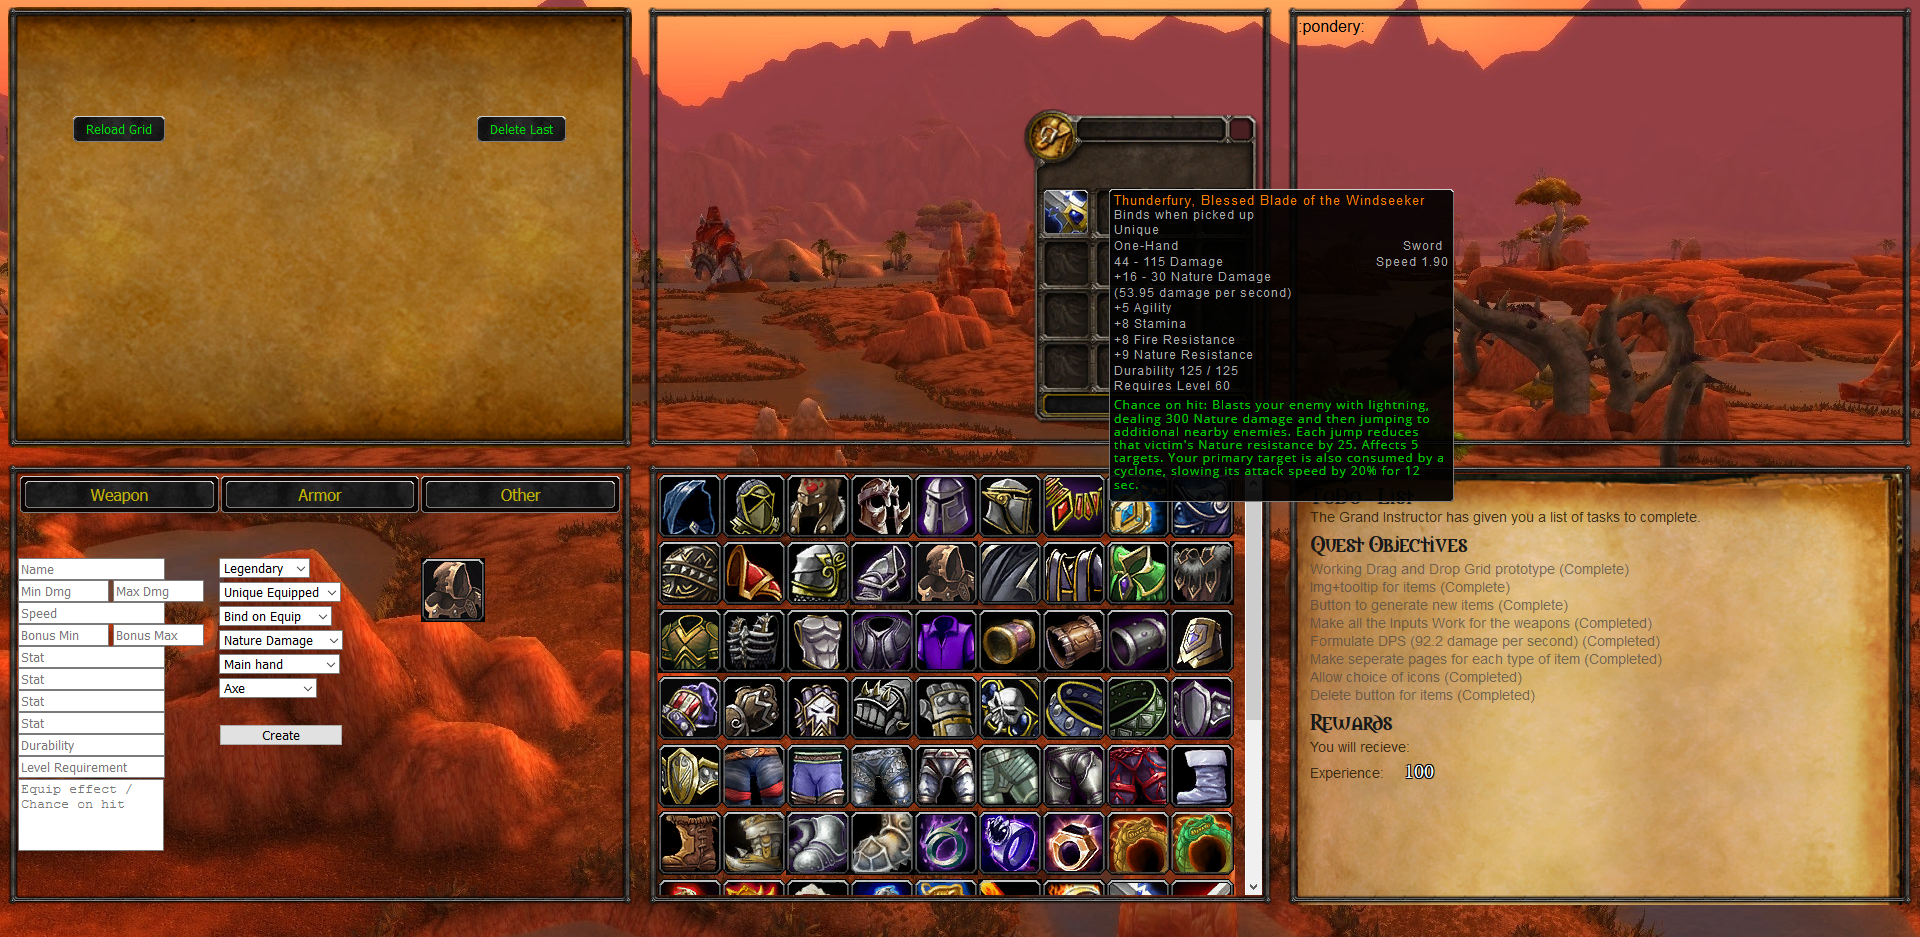 :pondery:
Reload Grid
Delete Last
Thunderfury, Blessed Blade of the Windseeker
Binds when picked up
Unique
One-Hand Sword
44 - 115 Damage Speed 1.90
+16 - 30 Nature Damage
(53.95 damage per second)
+5 Agility
+8 Stamina
+8 Fire Resistance
+9 Nature Resistance
Durability 125 / 125
Requires Level 60
Chance on hit: Blasts your enemy with lightning,
dealing 300 Nature damage and then jumping to
additional nearby enemies. Each jump reduces
that victim's Nature resistance by 25. Affects 5
targets. Your primary target is also consumed by a
cyclone, slowing its attack speed by 20% for 12
sec.
Weapon Armor Other
Name
Min Dmg Max Dmg
Speed
Bonus Min Bonus Max
Stat
Stat
Stat
Stat
Durability
Level Requirement
Equip effect /
Chance on hit
Legendary
Unique Equipped
Bind on Equip
Nature Damage
Main hand
Axe
Create
List
The Grand Instructor has given you a list of tasks to complete.
Quest Objectives
Working Drag and Drop Grid prototype (Complete)
Img+tooltip for items (Complete)
Button to generate new items (Complete)
Make all the Inputs Work for the weapons (Completed)
Formulate DPS (92.2 damage per second) (Completed)
Make seperate pages for each type of item (Completed)
Allow choice of icons (Completed)
Delete button for items (Completed)
Rewards
You will recieve:
Experience: 100